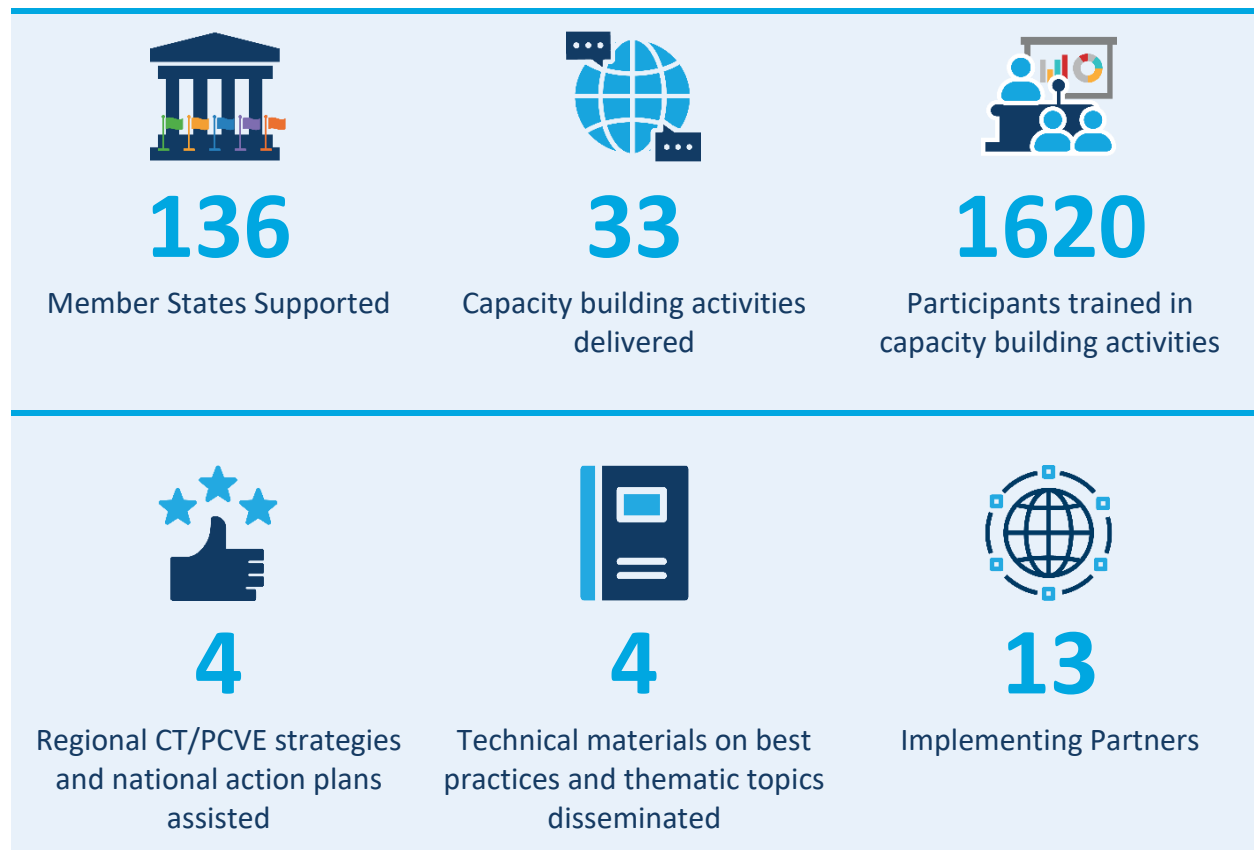 136
Member States Supported
33
Capacity building activities
delivered
1620
Participants trained in
capacity building activities
4
Regional CT/PCVE strategies
and national action plans
assisted
4
Technical materials on best
practices and thematic topics
disseminated
13
Implementing Partners